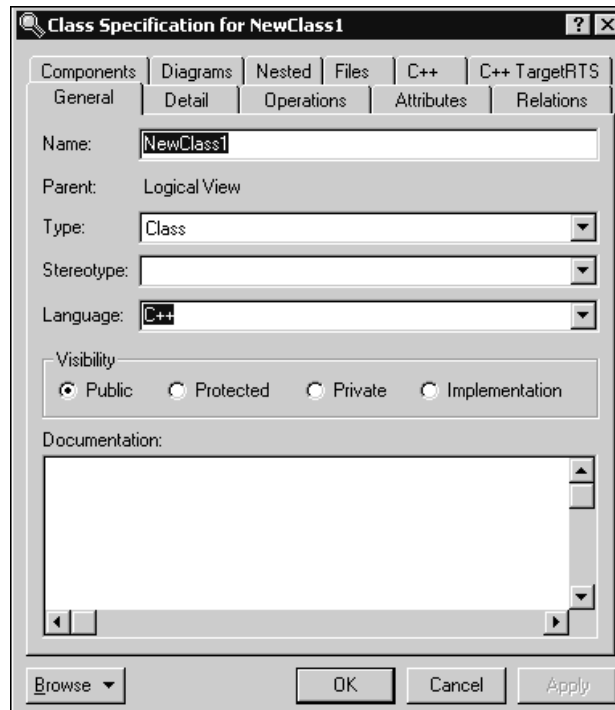 Class Specification for NewClass1
Components Diagrams Nested Files C++ C++ TargetRTS
General Detail Operations Attributes Relations
Name: NewClass1
Parent: Logical View
Type: Class
Stereotype:
Language: C++
Visibility
Public Protected Private Implementation
Documentation:
Browse OK Cancel Apply